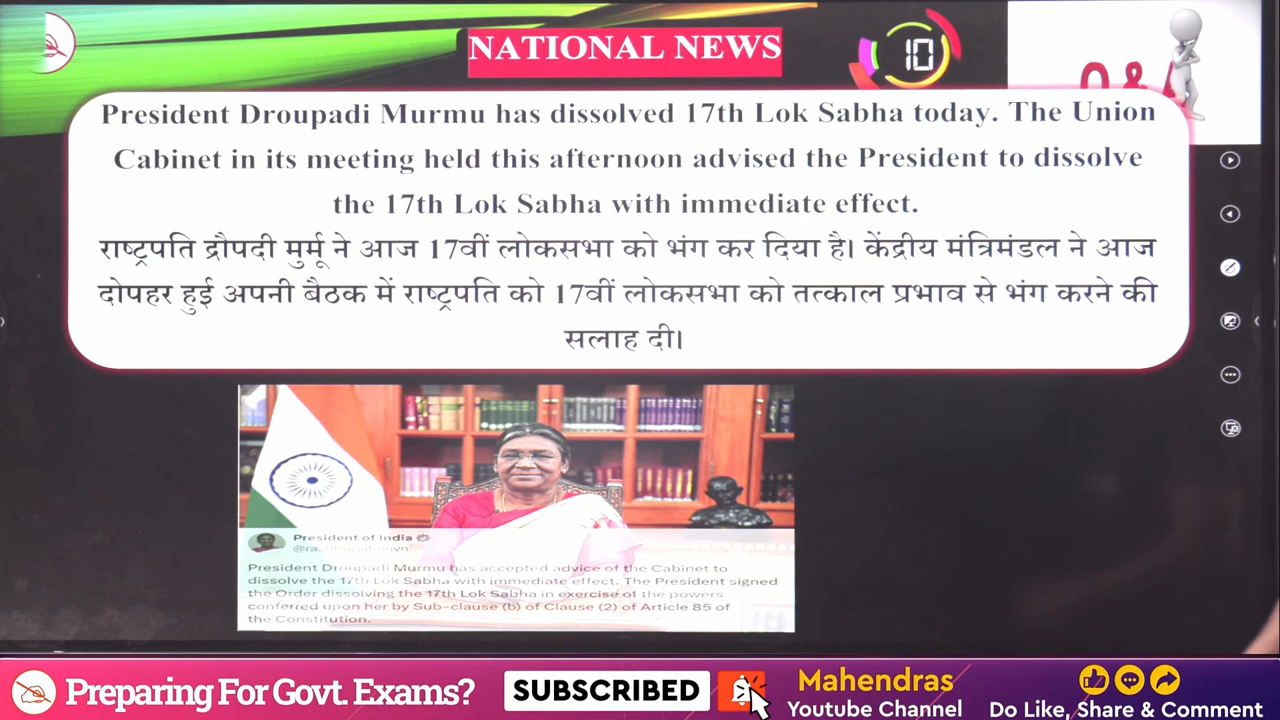 NATIONAL NEWS
10
Q & A
President Droupadi Murmu has dissolved 17th Lok Sabha today. The Union
Cabinet in its meeting held this afternoon advised the President to dissolve
the 17th Lok Sabha with immediate effect.
राष्ट्रपति द्रौपदी मुर्मू ने आज 17वीं लोकसभा को भंग कर दिया है। केंद्रीय मंत्रिमंडल ने आज
दोपहर हुई अपनी बैठक में राष्ट्रपति को 17वीं लोकसभा को तत्काल प्रभाव से भंग करने की
सलाह दी।
President of India
President Droupadi Murmu has accepted advice of the Cabinet to
dissolve the 17th Lok Sabha with immediate effect. The President signed
the Order dissolving the 17th Lok Sabha in exercise of the powers
conferred upon her by Sub-clause (b) of Clause (2) of Article 85 of
the Constitution.
Preparing For Govt. Exams?
SUBSCRIBED
Mahendras
Youtube Channel
Do Like, Share & Comment